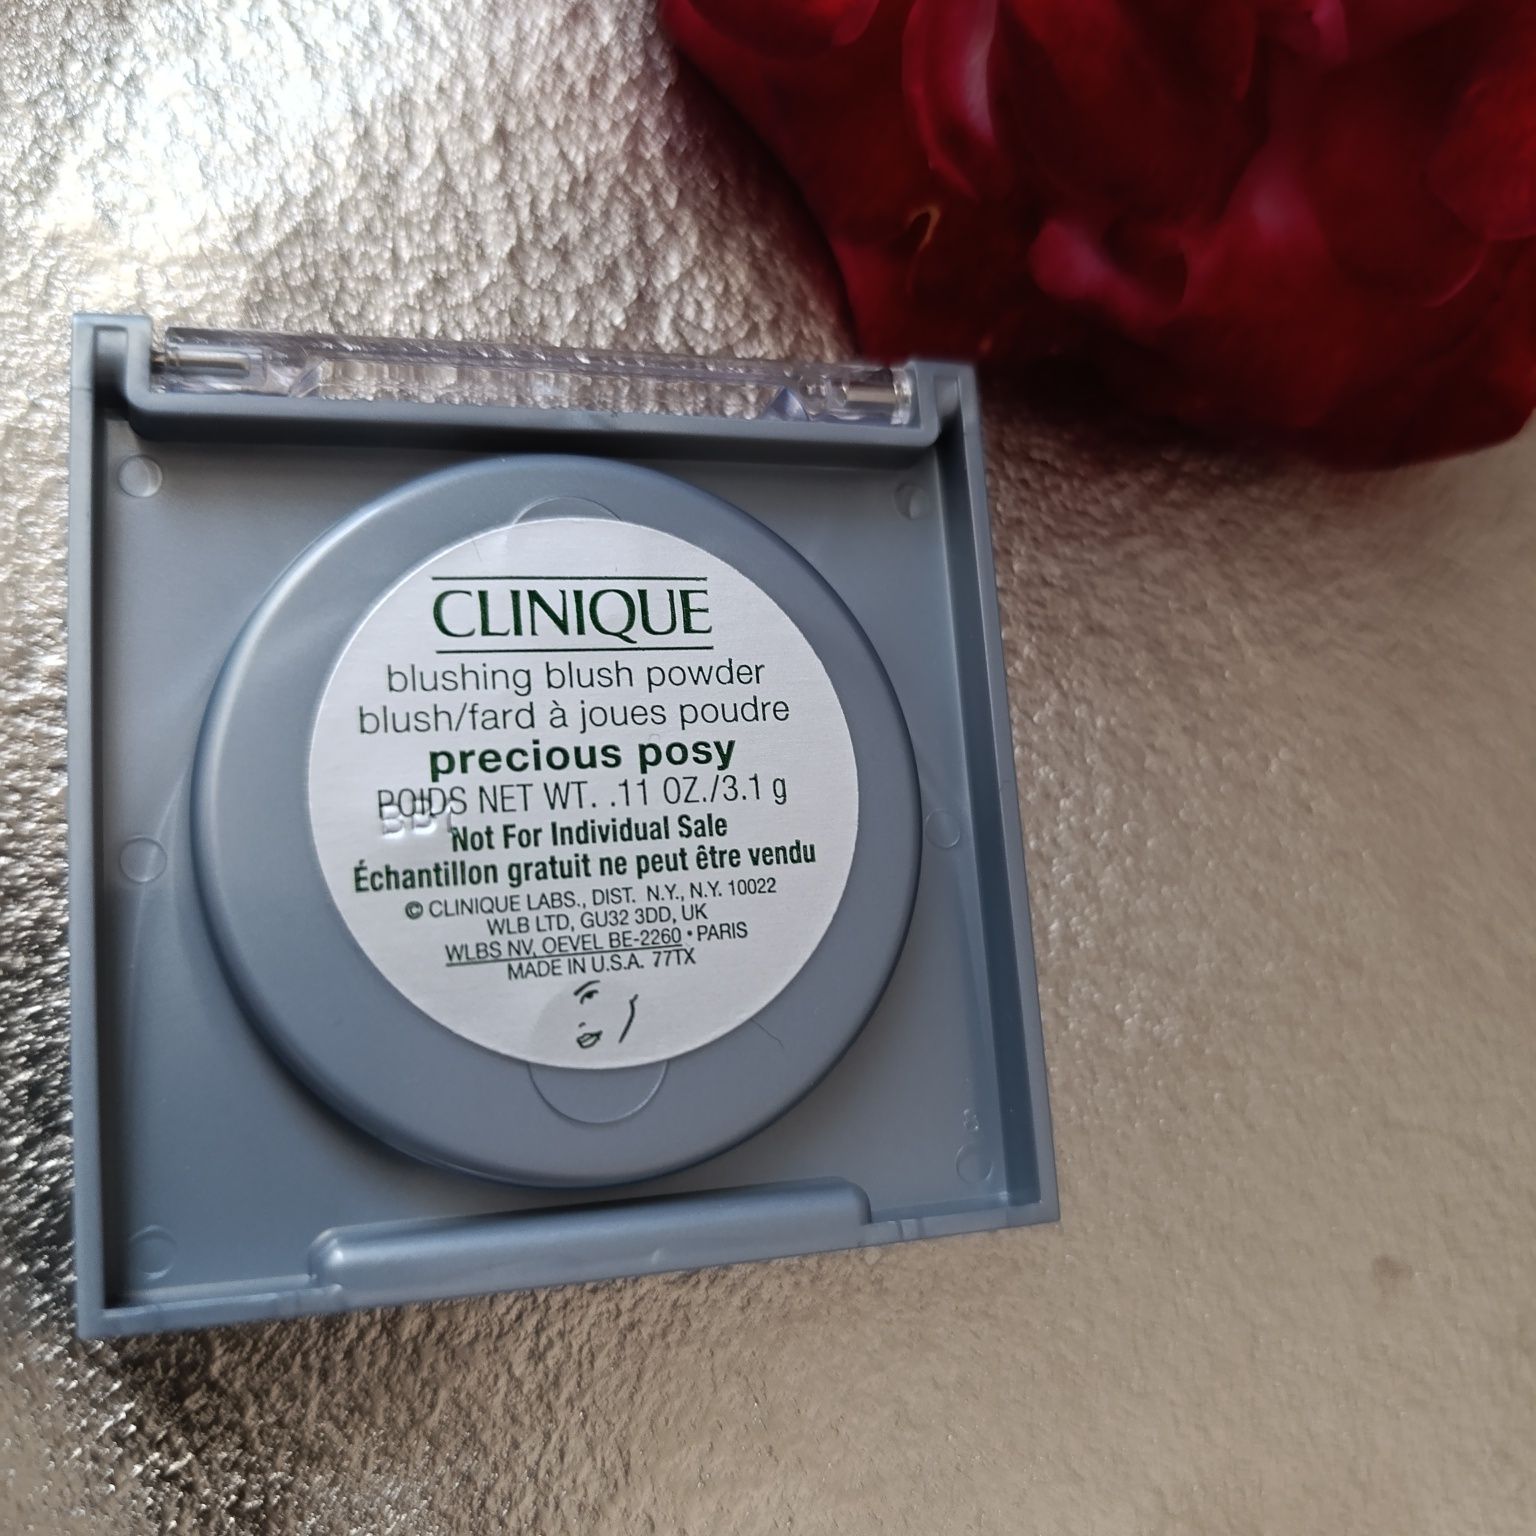 CLINIQUE
blushing blush powder
blush/fard à joues poudre
precious posy
POIDS NET WT. .11 OZ./3.1 g
Not For Individual Sale
Échantillon gratuit ne peut être vendu
© CLINIQUE LABS., DIST. N.Y., N.Y. 10022
WLB LTD, GU32 3DD, UK
WLBS NV, OEVEL BE-2260 • PARIS
MADE IN U.S.A. 77TX